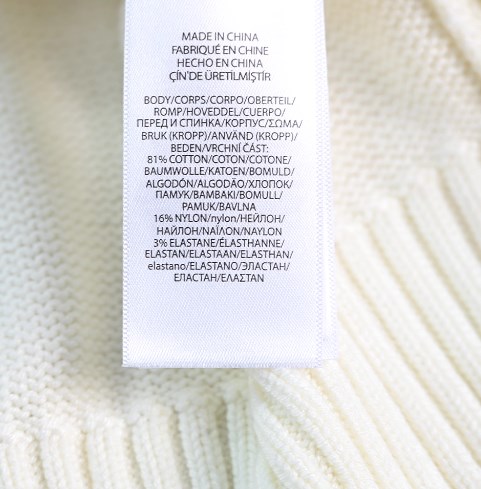 MADE IN CHINA
FABRIQUÉ EN CHINE
HECHO EN CHINA
ÇİN'DE ÜRETİLMİŞTİR
BODY/CORPS/CORPO/OBERTEIL/
ROMP/HOVEDDEL/CUERPO/
ПЕРЕД И СПИНКА/КОРПУС/ΣΩΜΑ/
BRUK (KROPP)/ANVÄND (KROPP)/
BEDEN/VRCHNÍ ČÁST:
81% COTTON/COTON/COTONE/
BAUMWOLLE/KATOEN/BOMULD/
ALGODÓN/ALGODÃO/ХЛОПОК/
ПАМУК/ΒΑΜΒΑΚΙ/BOMULL/
PAMUK/BAVLNA
16% NYLON/nylon/НЕЙЛОН/
НАЙЛОН/ΝΑΪΛΟΝ/NAYLON
3% ELASTANE/ÉLASTHANNE/
ELASTAN/ELASTAAN/ELASTHAN/
elastano/ELASTANO/ЭЛАСТАН/
ЕЛАСТАН/ΕΛΑΣΤΑΝ